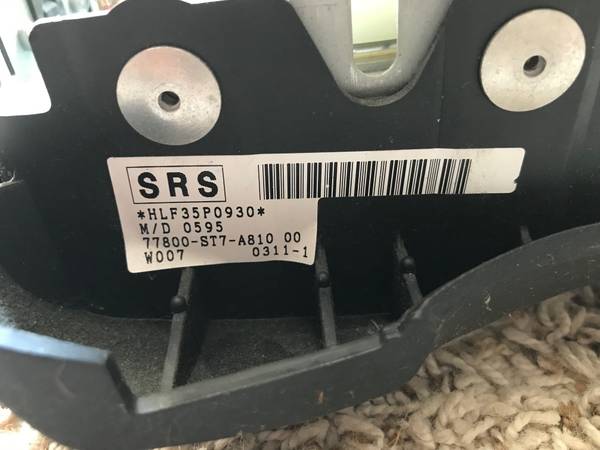 SRS
*HLF35P0930*
M/D 0595
77800-ST7-A810 00
W007 0311-1